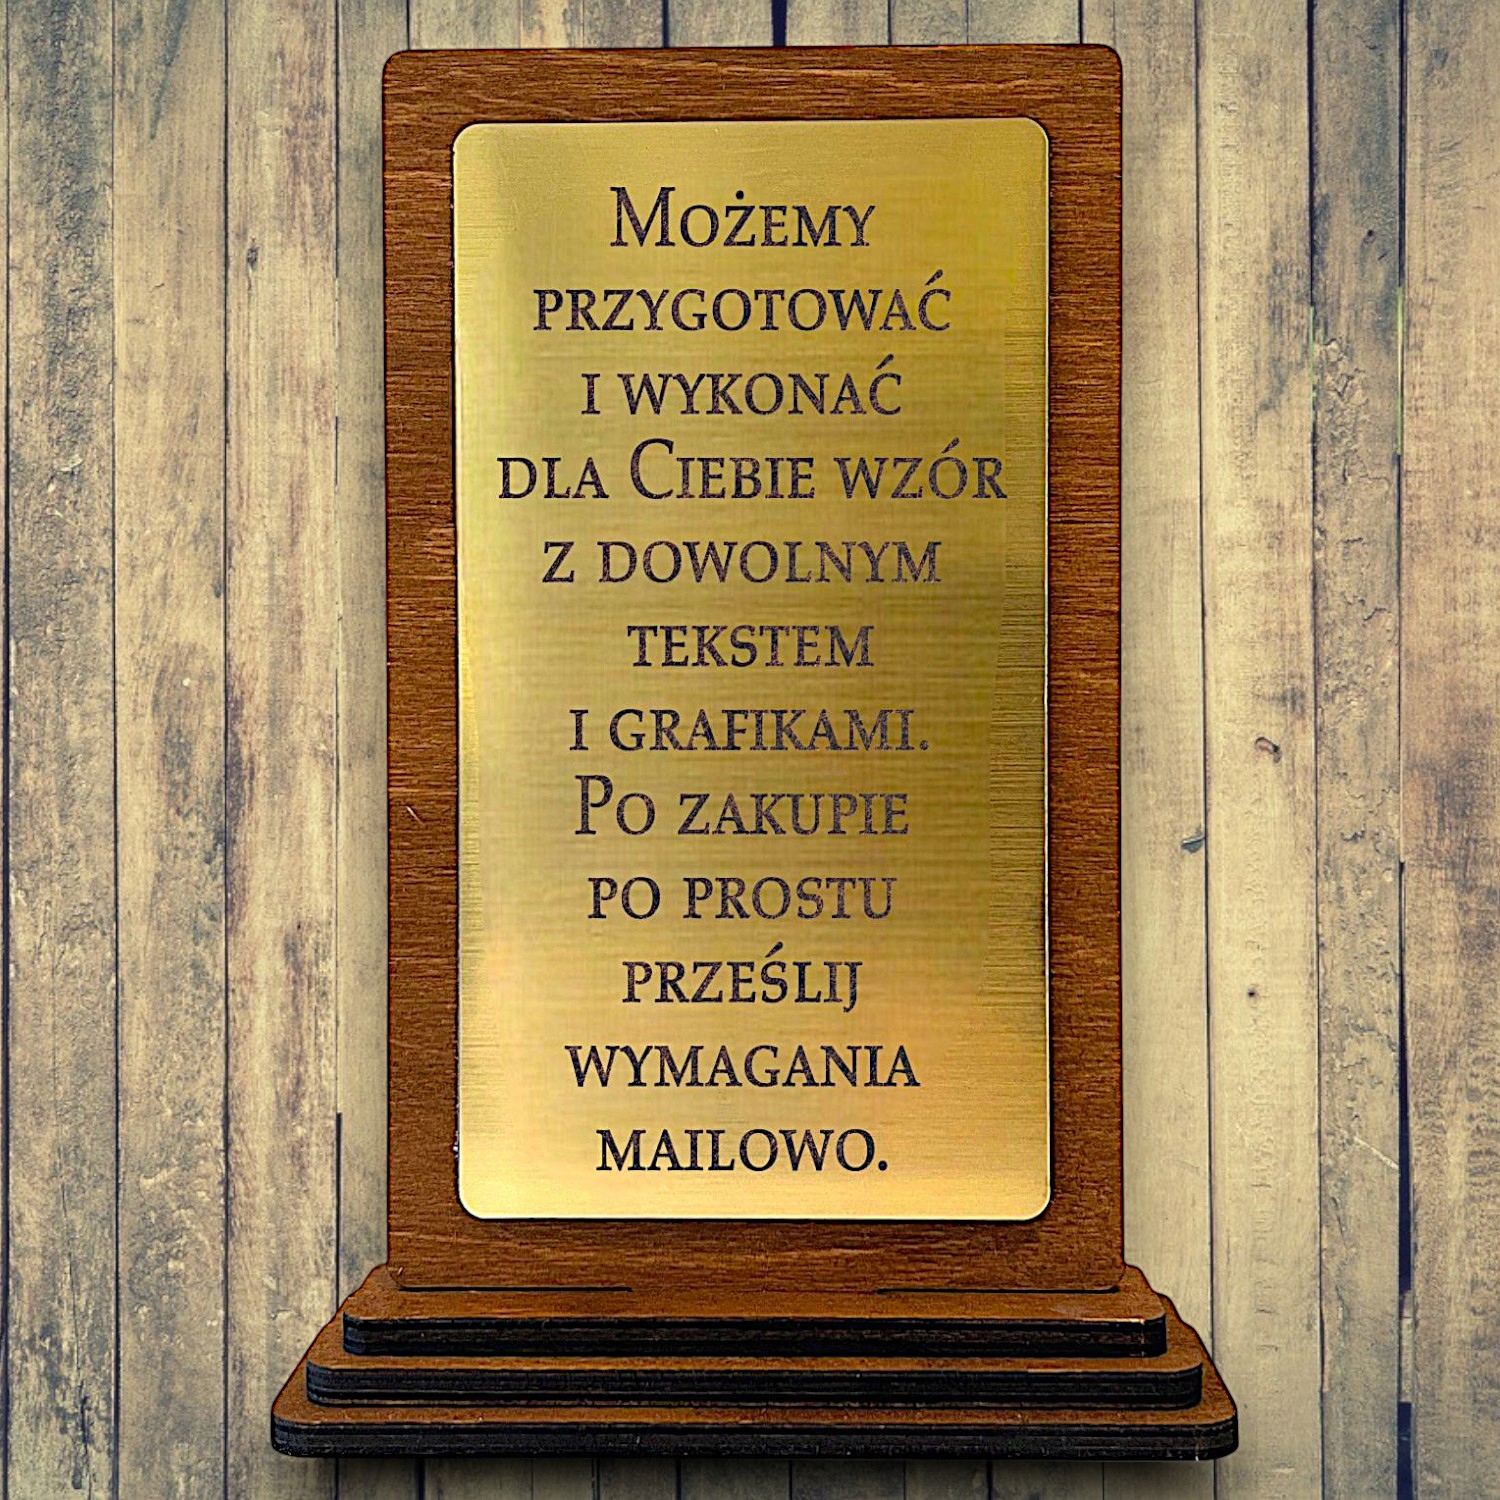 Możemy
przygotować
i wykonać
dla Ciebie wzór
z dowolnym
tekstem
i grafikami.
Po zakupie
po prostu
prześlij
wymagania
mailowo.